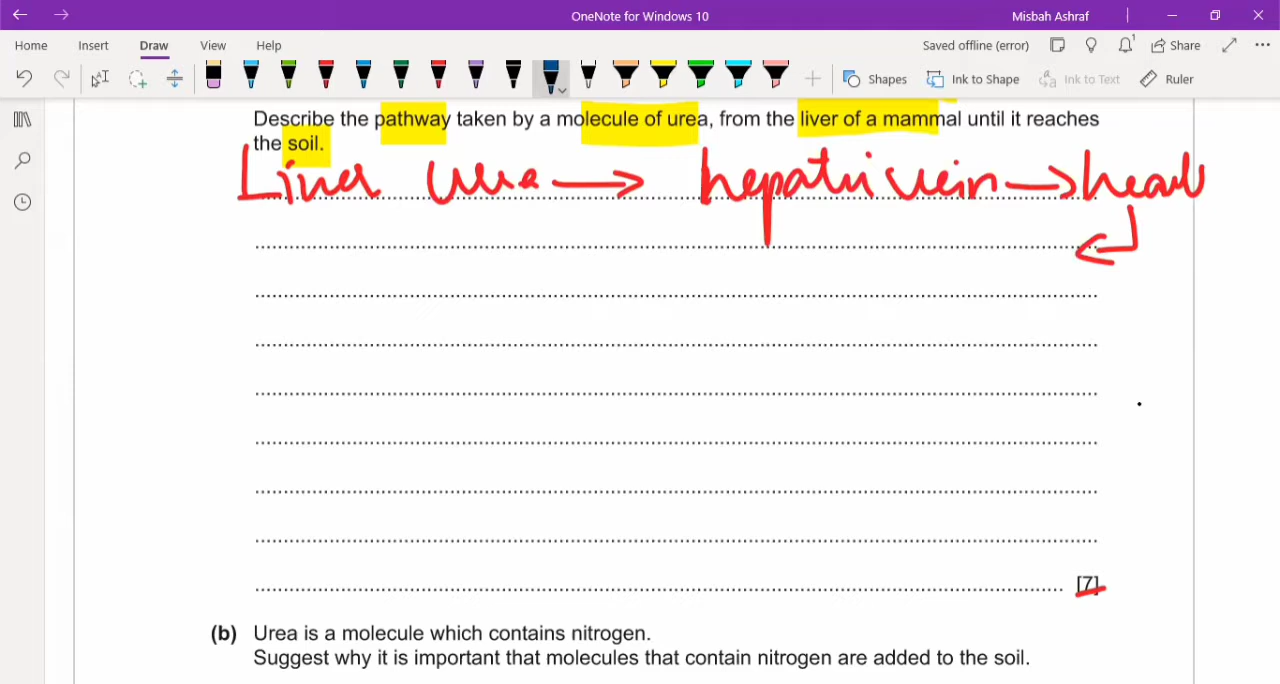 OneNote for Windows 10
Misbah Ashraf
Home Insert Draw View Help
Saved offline (error) Share
Shapes Ink to Shape Ink to Text Ruler
Describe the pathway taken by a molecule of urea, from the liver of a mammal until it reaches
the soil.
Liver Urea → hepatic vein →
[7]
(b) Urea is a molecule which contains nitrogen.
Suggest why it is important that molecules that contain nitrogen are added to the soil.